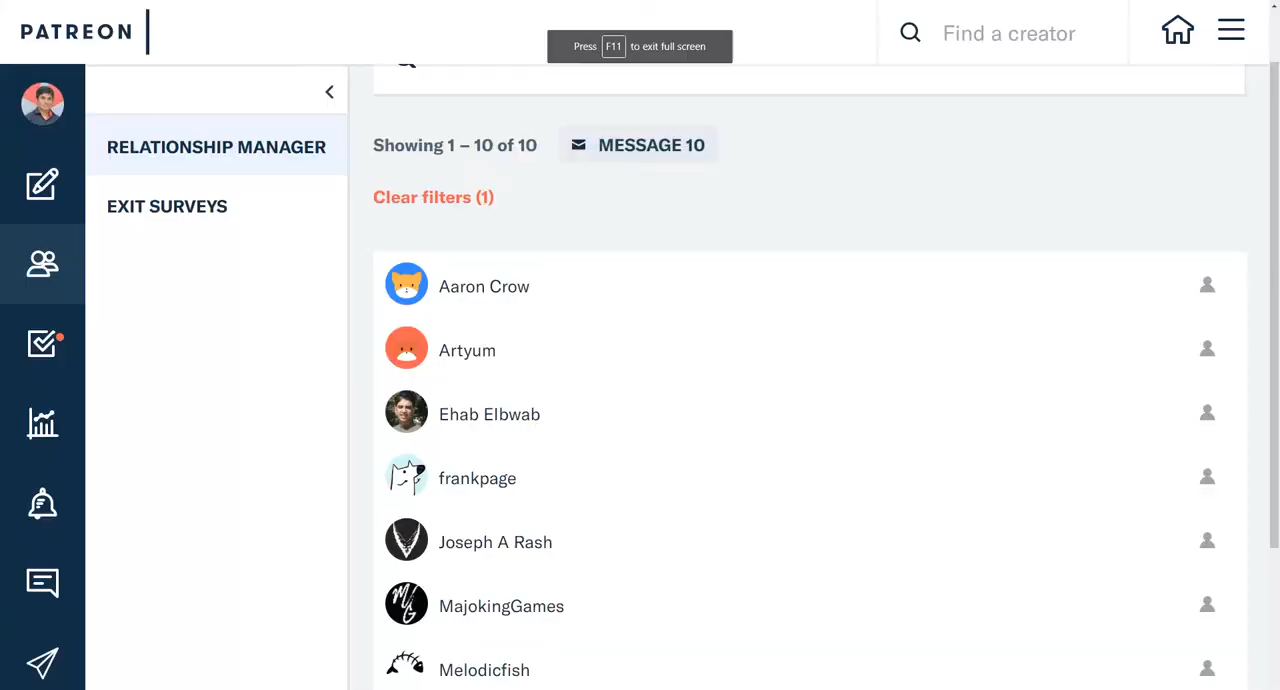 PATREON
Press F11 to exit full screen
Find a creator
RELATIONSHIP MANAGER
EXIT SURVEYS
Showing 1 – 10 of 10
MESSAGE 10
Clear filters (1)
Aaron Crow
Artyum
Ehab Elbwab
frankpage
Joseph A Rash
MajokingGames
MG
Melodicfish